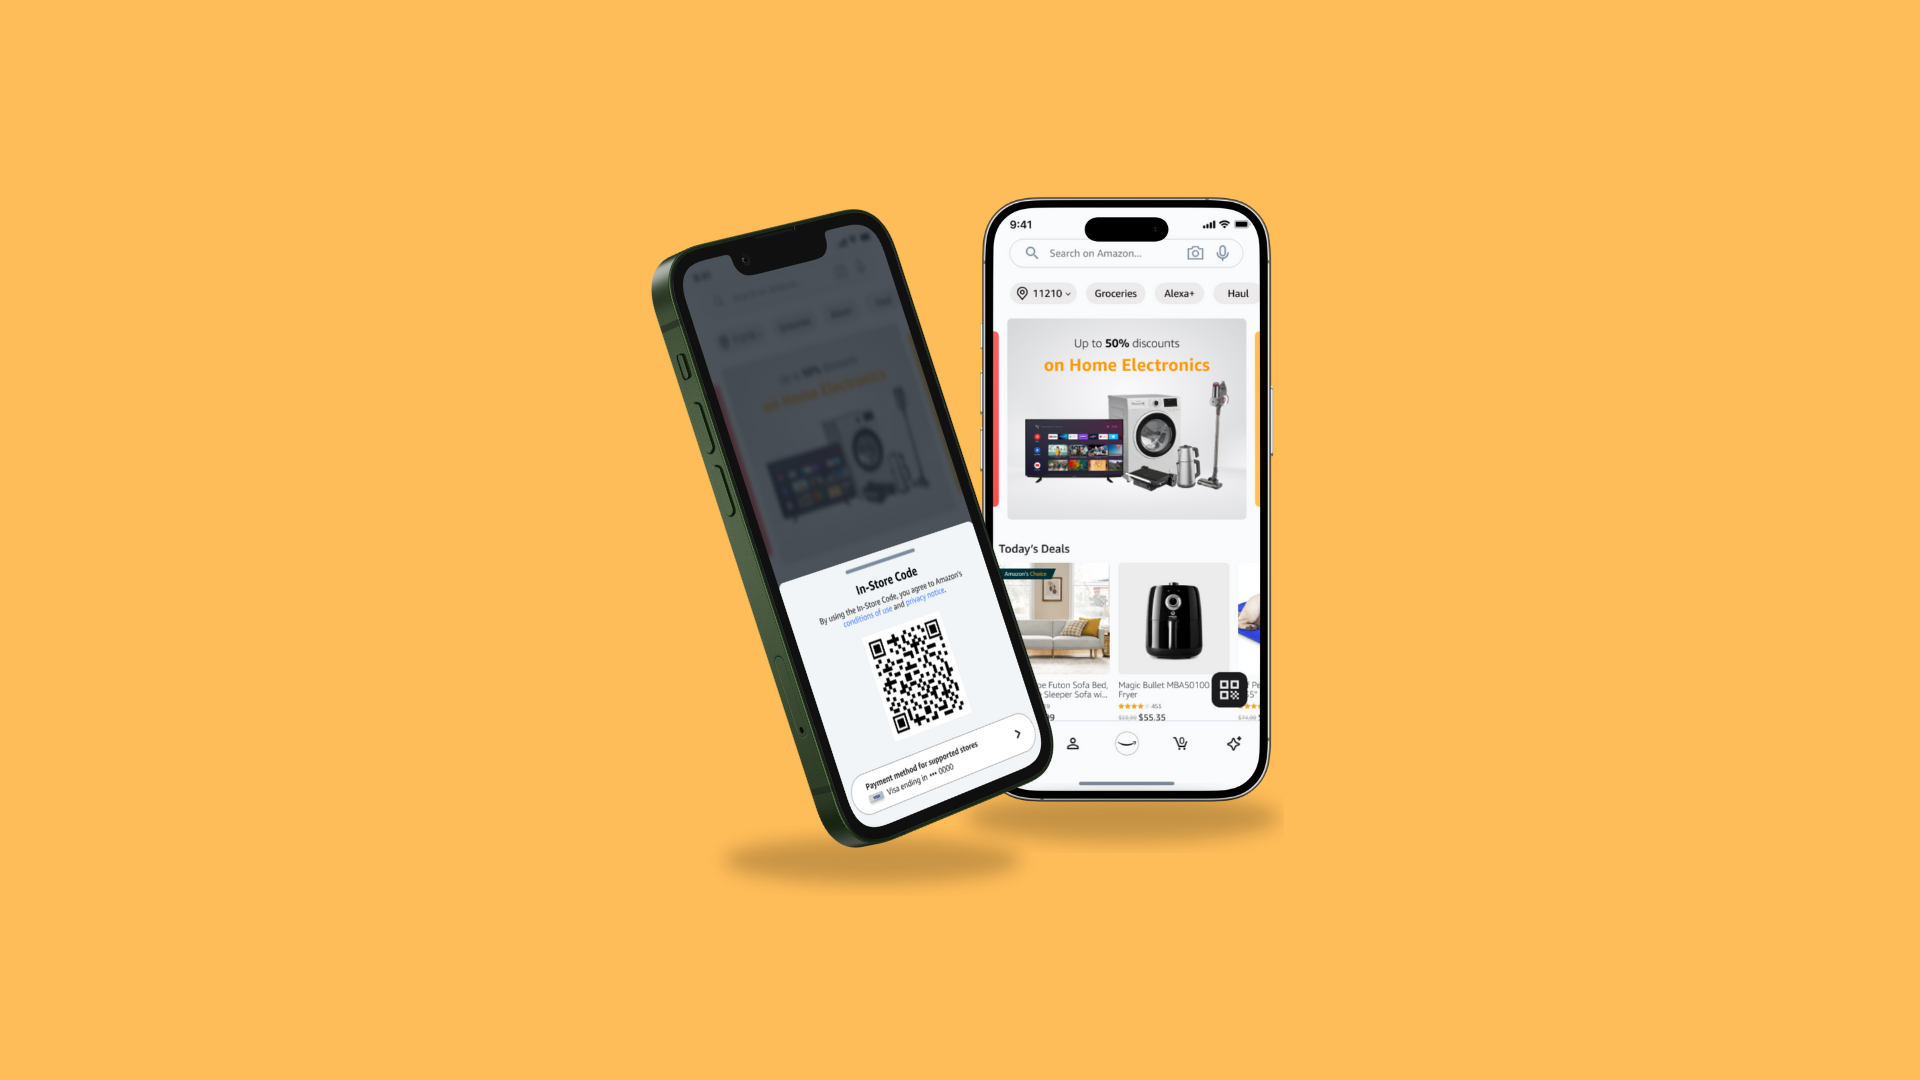 In-Store Code
By using the In-Store Code, you agree to Amazon's
conditions of use and privacy notice.
Payment method for supported stores
Visa ending in ••• 0000
9:41
Search on Amazon...
11210
Groceries
Alexa+
Haul
Up to 50% discounts
on Home Electronics
Today's Deals
Amazon's Choice
Futon Sofa Bed,
Sleeper Sofa wi...
Magic Bullet MBA50100
Fryer
$55.35
0